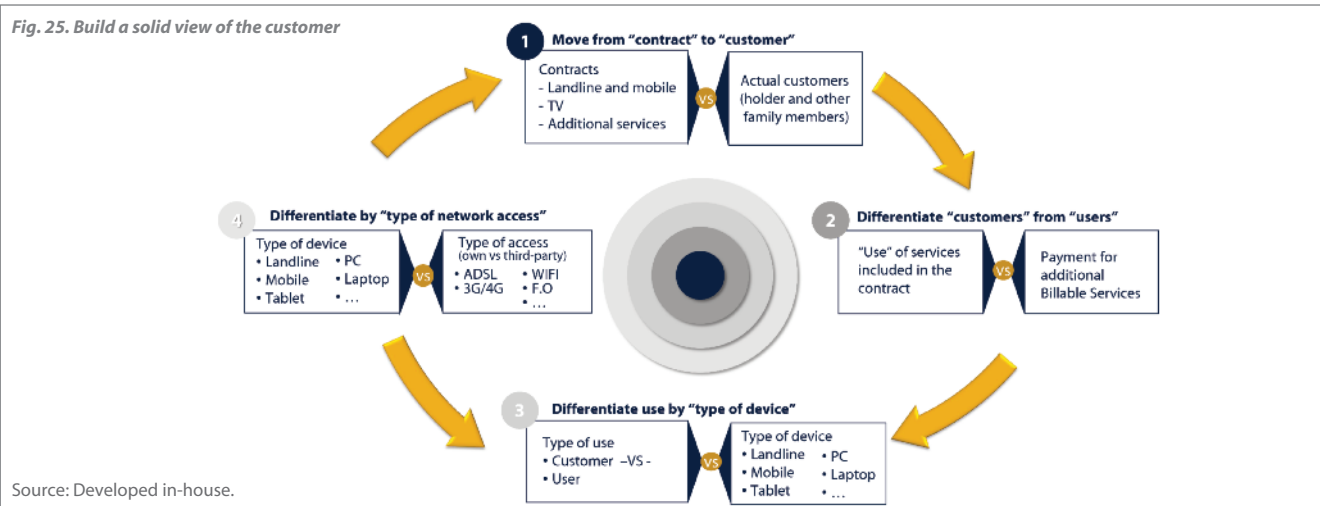 Fig. 25. Build a solid view of the customer
1 Move from “contract” to “customer”
Contracts
- Landline and mobile
- TV
- Additional services
VS
Actual customers
(holder and other
family members)
2 Differentiate “customers” from “users”
“Use” of services
included in the
contract
VS
Payment for
additional
Billable Services
3 Differentiate use by “type of device”
Type of use
• Customer –VS -
• User
VS
Type of device
• Landline • PC
• Mobile • Laptop
• Tablet • ...
4 Differentiate by “type of network access”
Type of device
• Landline • PC
• Mobile • Laptop
• Tablet • ...
VS
Type of access
(own vs third-party)
• ADSL • WIFI
• 3G/4G • F.O
• ...
Source: Developed in-house.